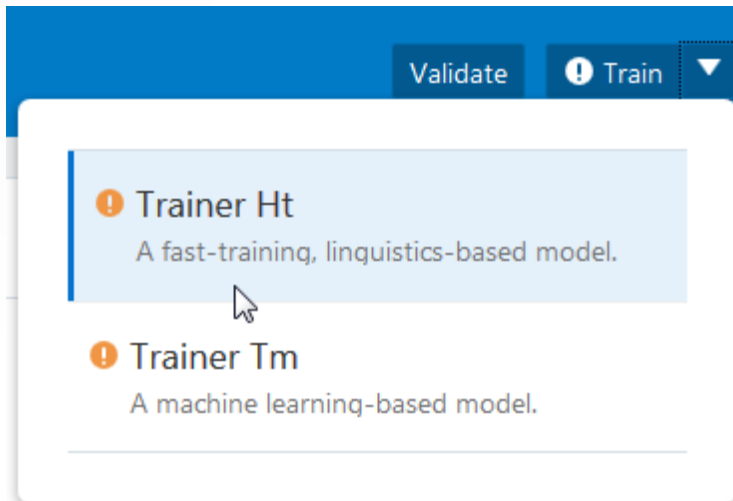 Validate
Train
Trainer Ht
A fast-training, linguistics-based model.
Trainer Tm
A machine learning-based model.